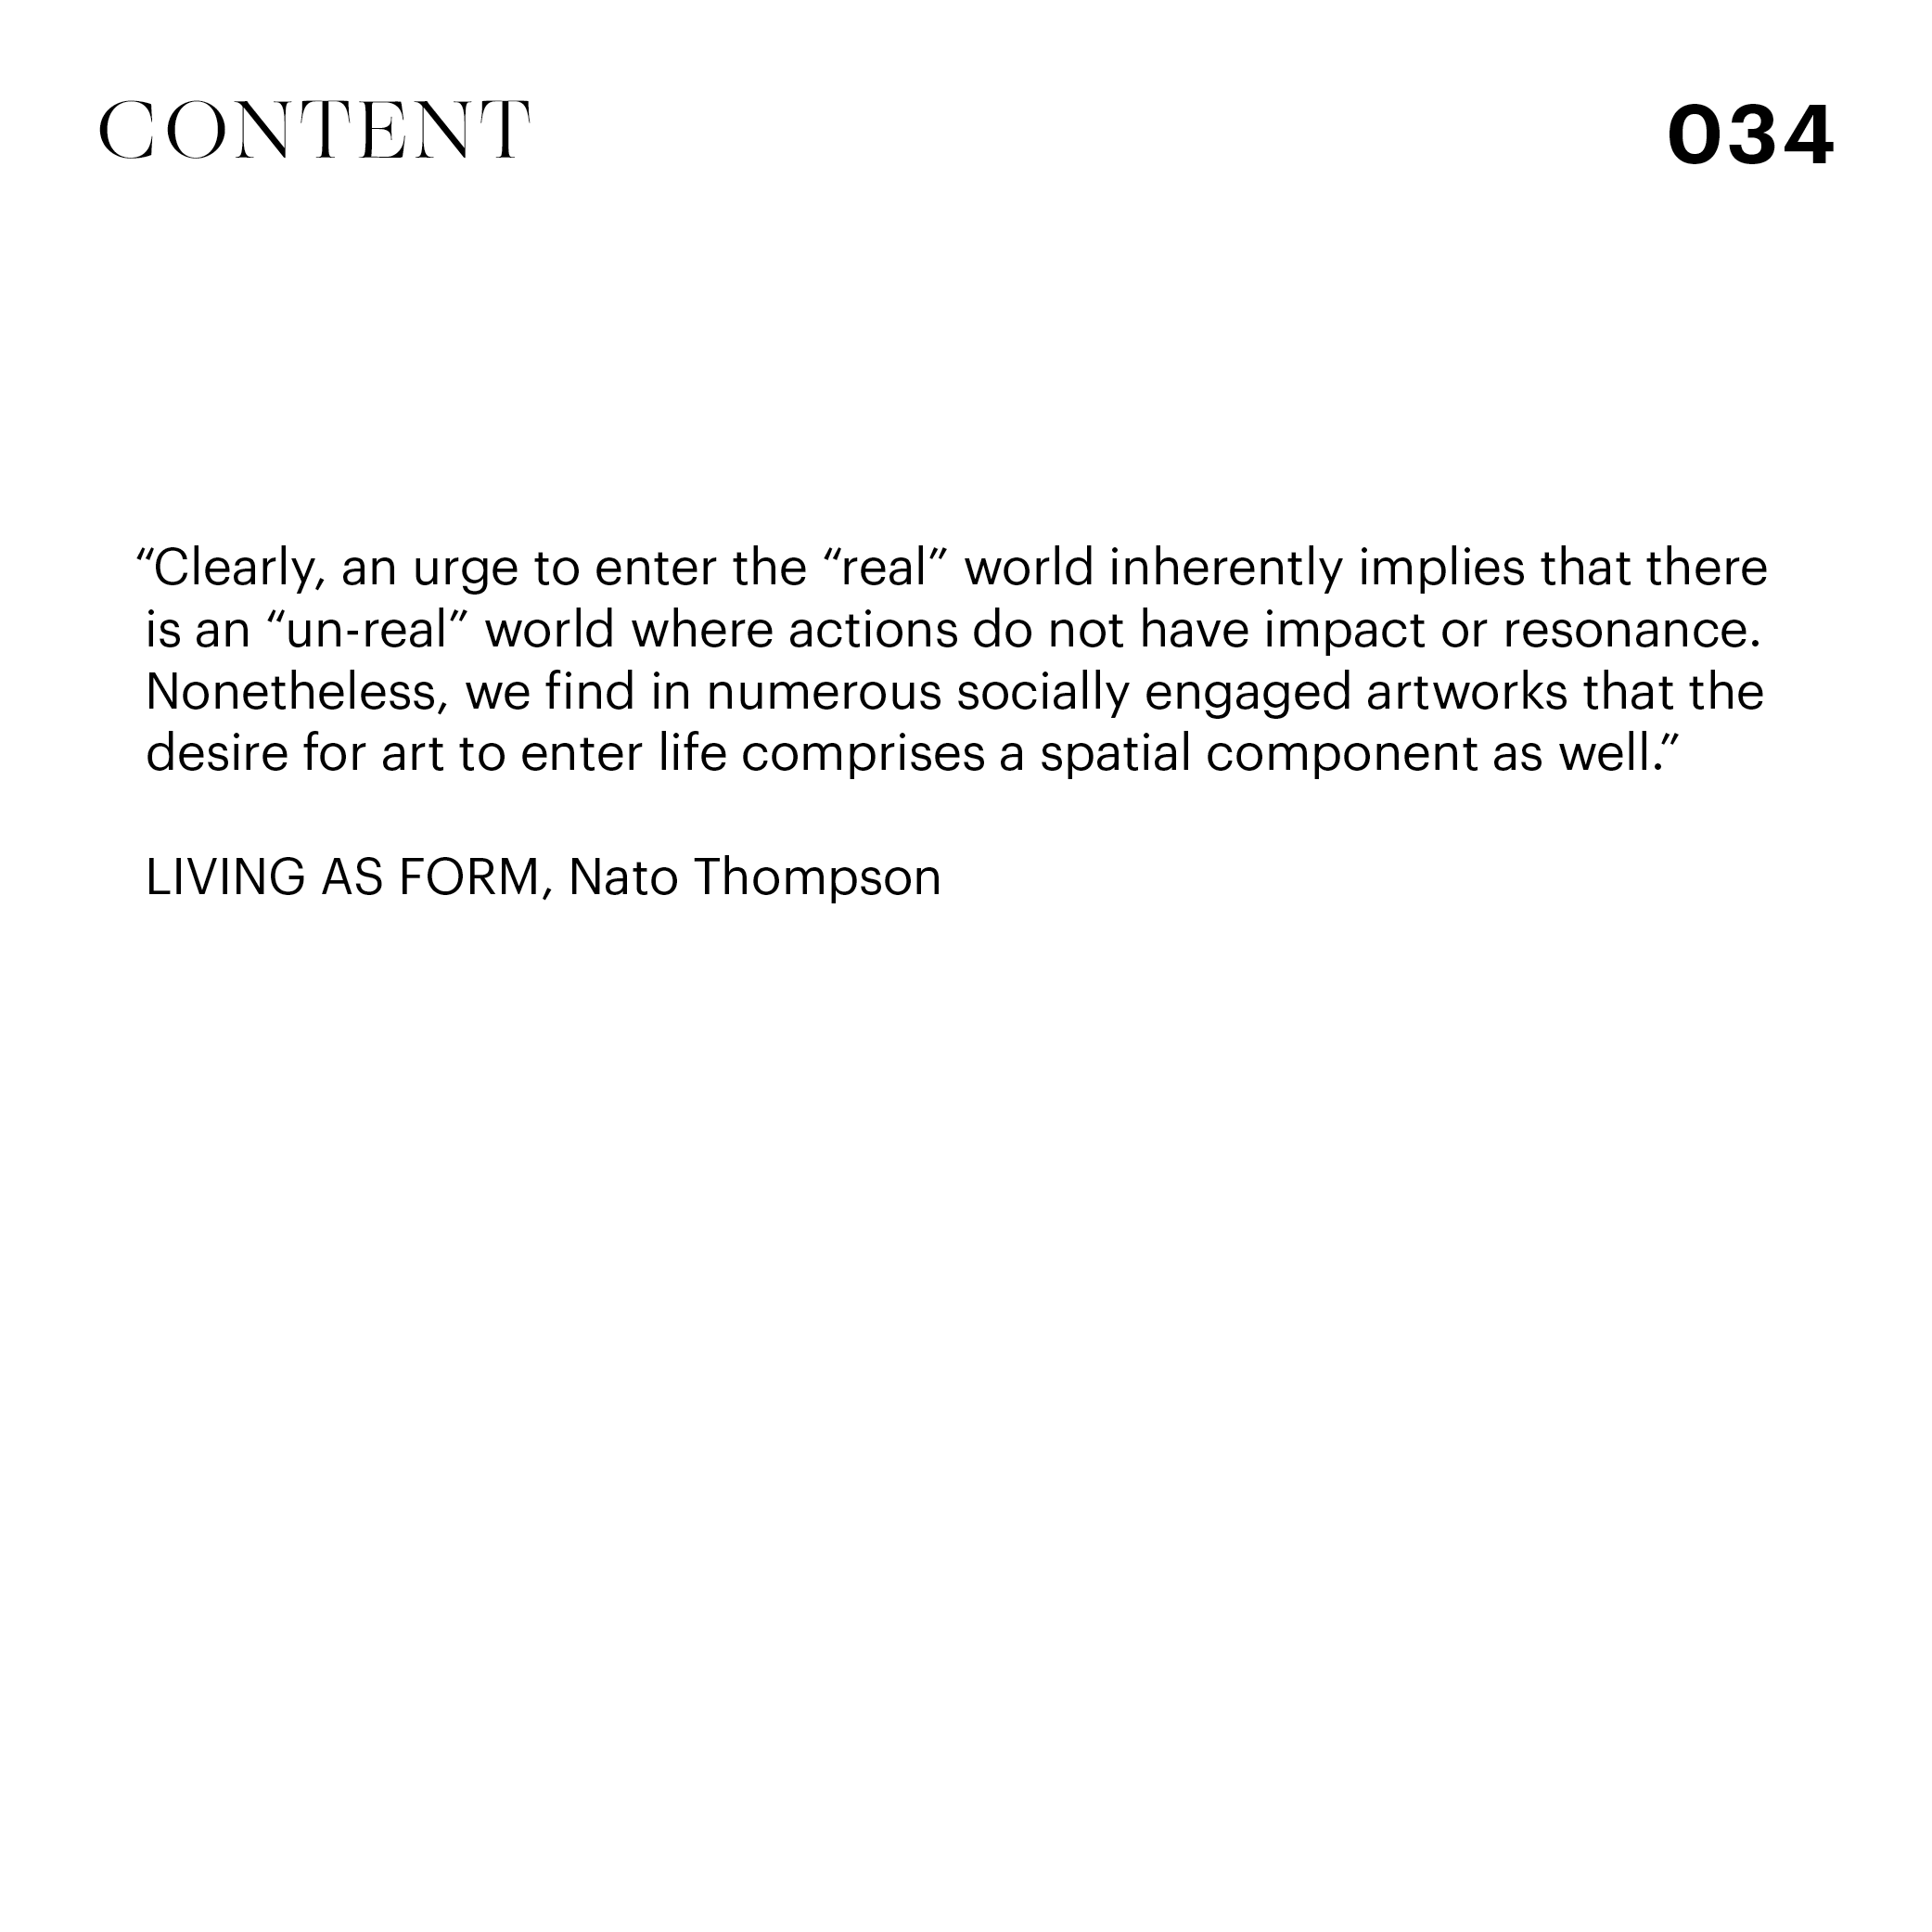 CONTENT
034
“Clearly, an urge to enter the “real” world inherently implies that there
is an “un-real” world where actions do not have impact or resonance.
Nonetheless, we find in numerous socially engaged artworks that the
desire for art to enter life comprises a spatial component as well.”
LIVING AS FORM, Nato Thompson